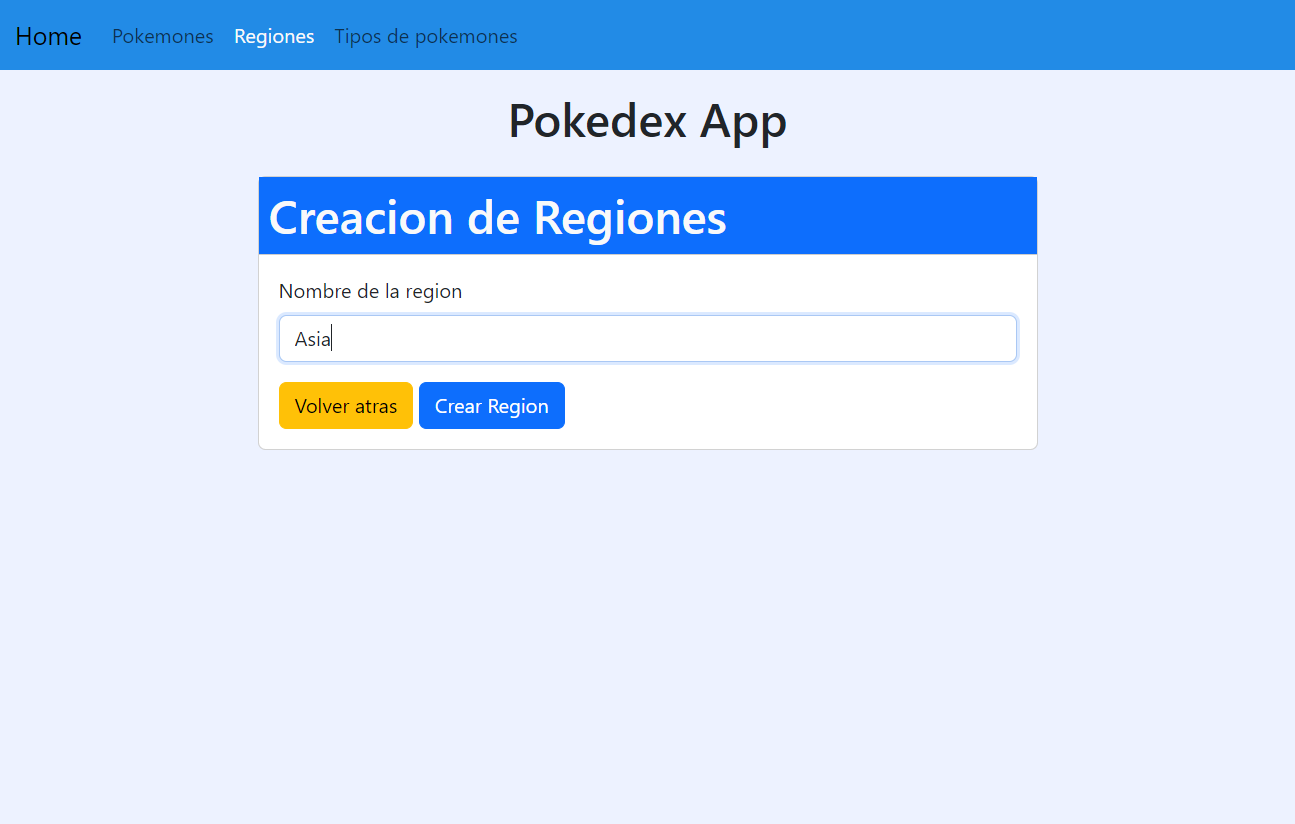 Home Pokemones Regiones Tipos de pokemones
Pokedex App
Creacion de Regiones
Nombre de la region
Asia
Volver atras Crear Region